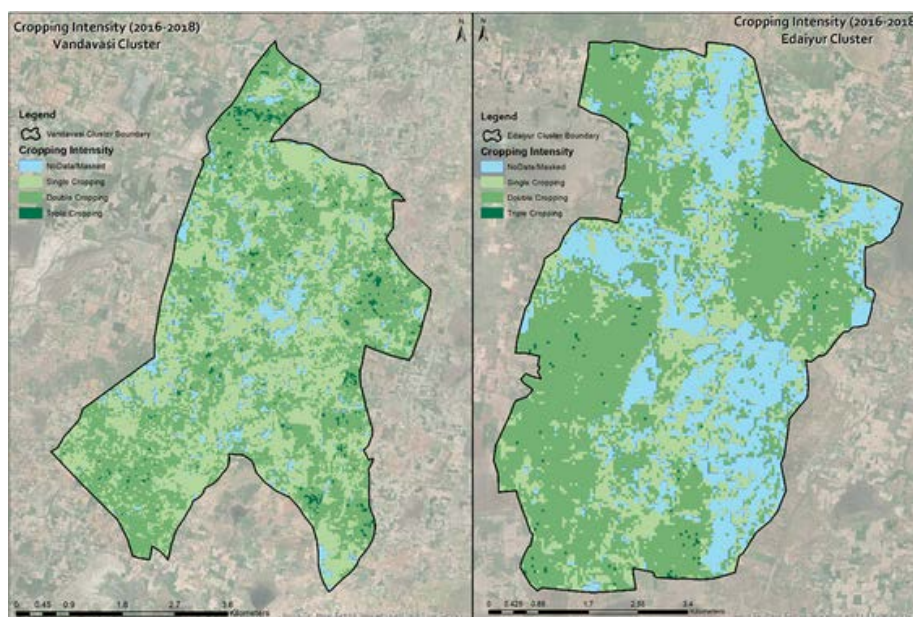 Cropping Intensity (2016-2018)
Vandavasi Cluster
N
Legend
Vandavasi Cluster Boundary
Cropping Intensity
NoData/Masked
Single Cropping
Double Cropping
Triple Cropping
0 0.45 0.9 1.8 2.7 3.6
Kilometers
Cropping Intensity (2016-2018
Edaiyur Cluster
N
Legend
Edaiyur Cluster Boundary
Cropping Intensity
NoData/Masked
Single Cropping
Double Cropping
Triple Cropping
0 0.425 0.85 1.7 2.55 3.4
Kilometers